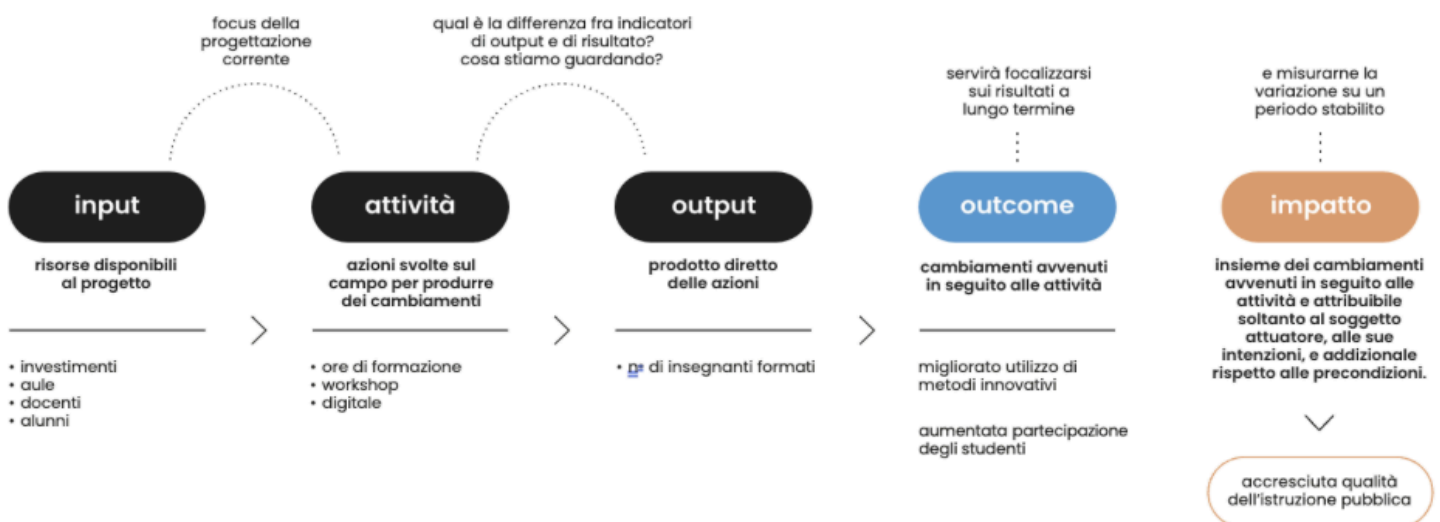 focus della
progettazione
corrente
qual è la differenza fra indicatori
di output e di risultato?
cosa stiamo guardando?
servirà focalizzarsi
sui risultati a
lungo termine
e misurarne la
variazione su un
periodo stabilito
input
attività
output
outcome
impatto
risorse disponibili
al progetto
azioni svolte sul
campo per produrre
dei cambiamenti
prodotto diretto
delle azioni
cambiamenti avvenuti
in seguito alle attività
insieme dei cambiamenti
avvenuti in seguito alle
attività e attribuibile
soltanto al soggetto
attuatore, alle sue
intenzioni, e addizionale
rispetto alle precondizioni.
• investimenti
• aule
• docenti
• alunni
• ore di formazione
• workshop
• digitale
• n° di insegnanti formati
migliorato utilizzo di
metodi innovativi
aumentata partecipazione
degli studenti
accresciuta qualità
dell'istruzione pubblica